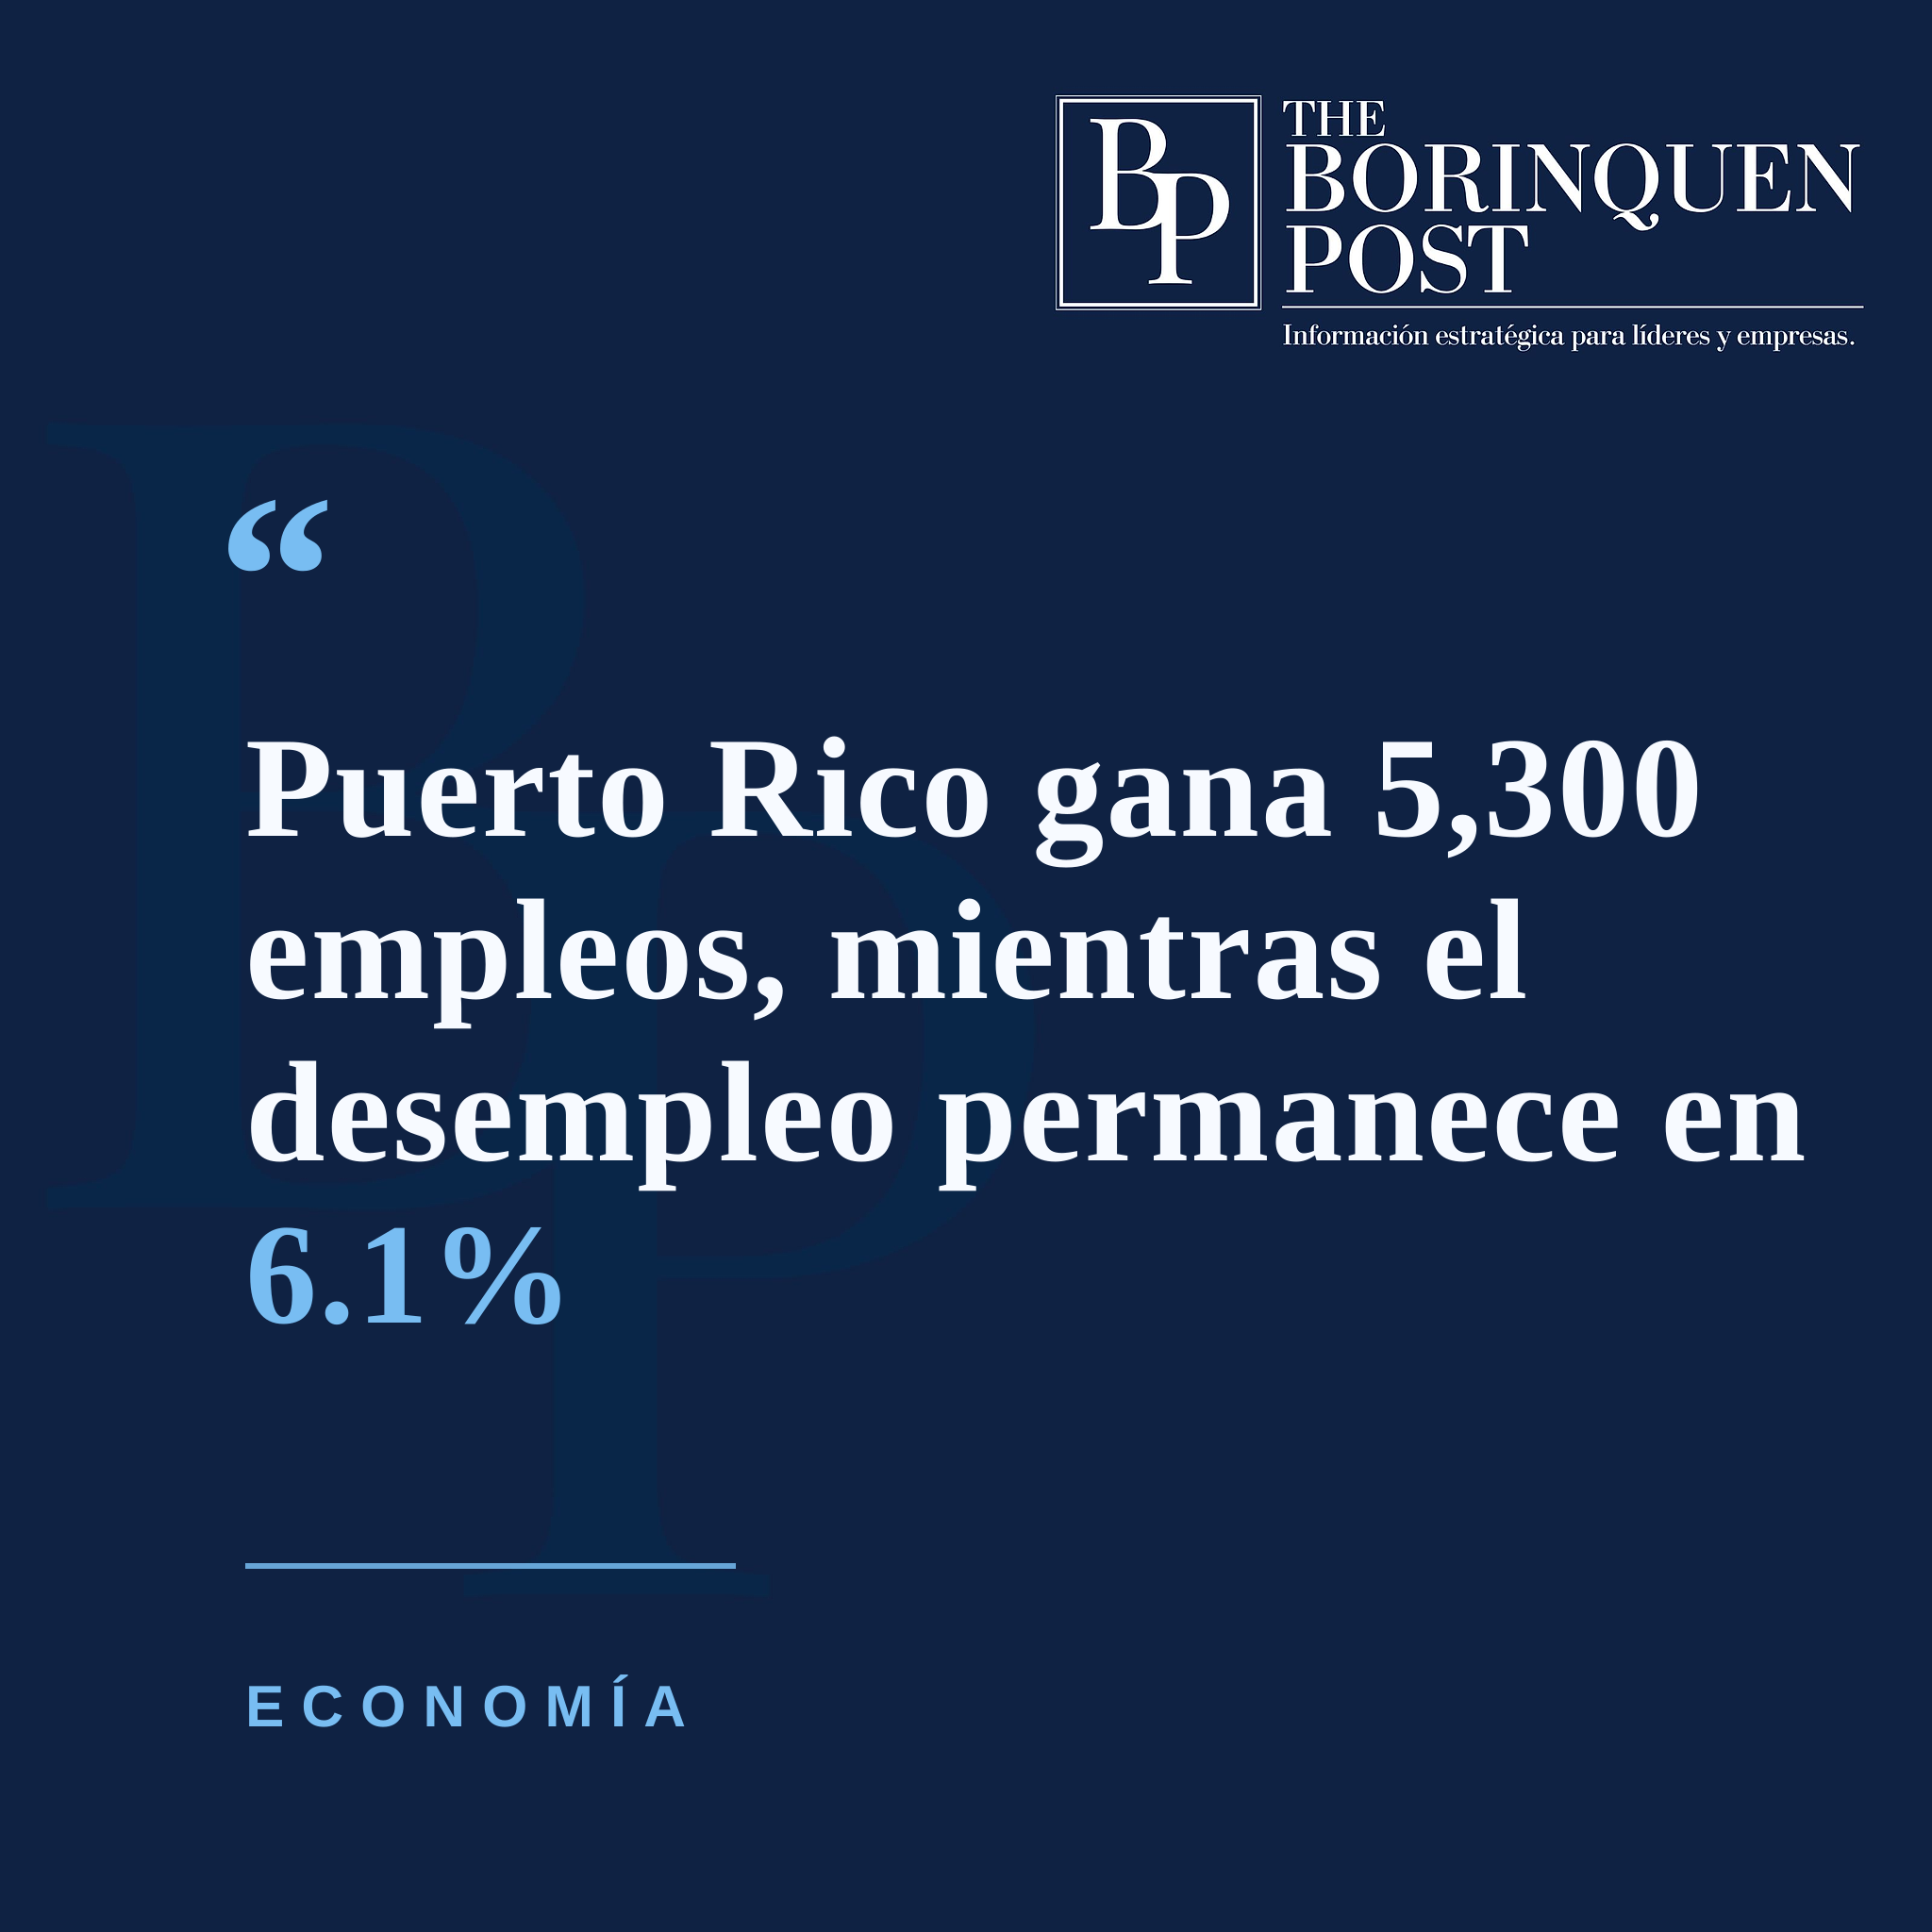 BP
THE
BORINQUEN
POST
Información estratégica para líderes y empresas.
“
Puerto Rico gana 5,300
empleos, mientras el
desempleo permanece en
6.1%
ECONOMÍA